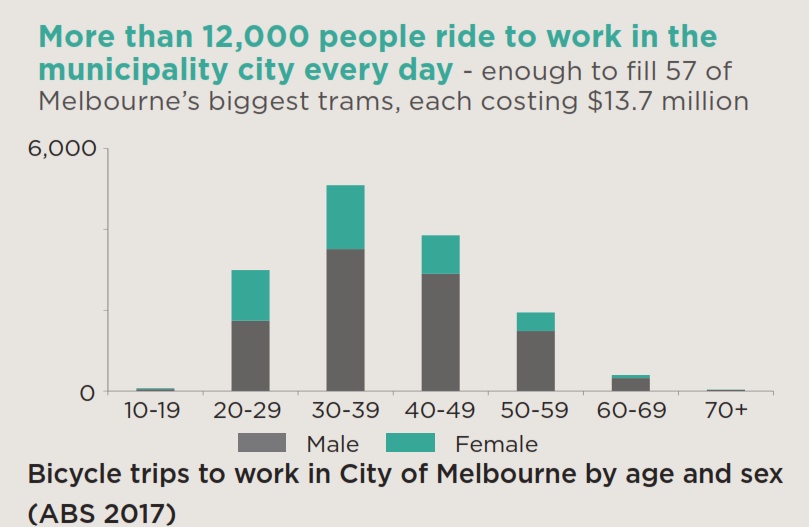 More than 12,000 people ride to work in the
municipality city every day - enough to fill 57 of
Melbourne's biggest trams, each costing $13.7 million
6,000
0
10-19 20-29 30-39 40-49 50-59 60-69 70+
Male Female
Bicycle trips to work in City of Melbourne by age and sex
(ABS 2017)